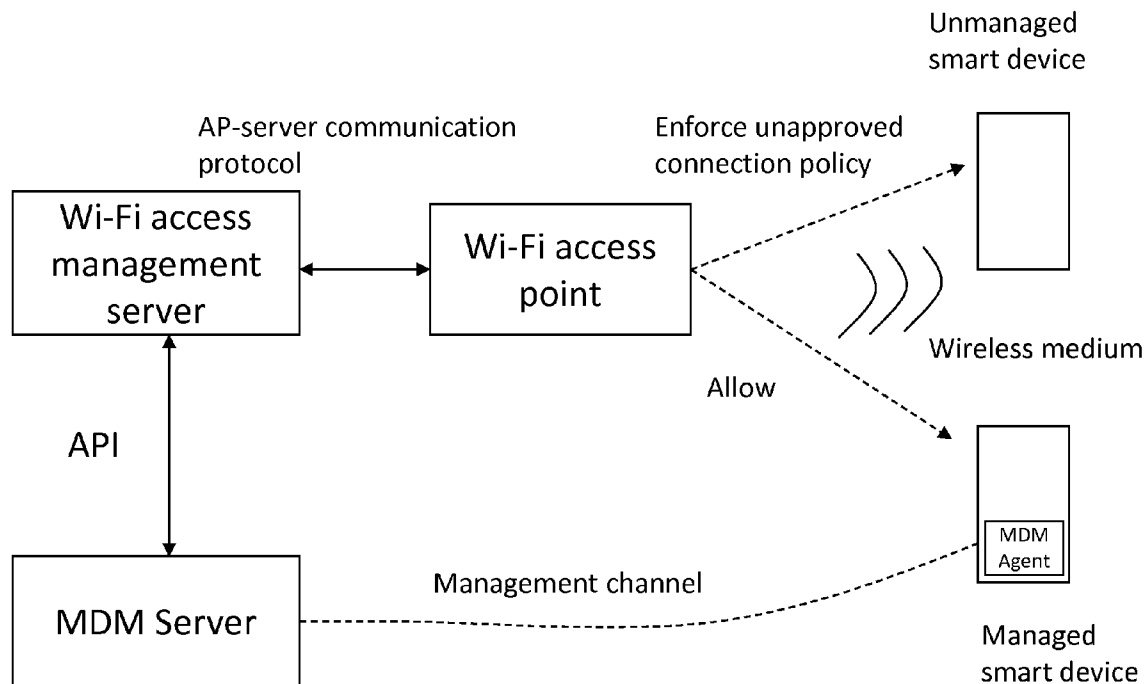 Unmanaged
smart device
AP-server communication
protocol
Enforce unapproved
connection policy
Wi-Fi access
management
server
Wi-Fi access
point
Wireless medium
Allow
API
MDM
Agent
Management channel
MDM Server
Managed
smart device